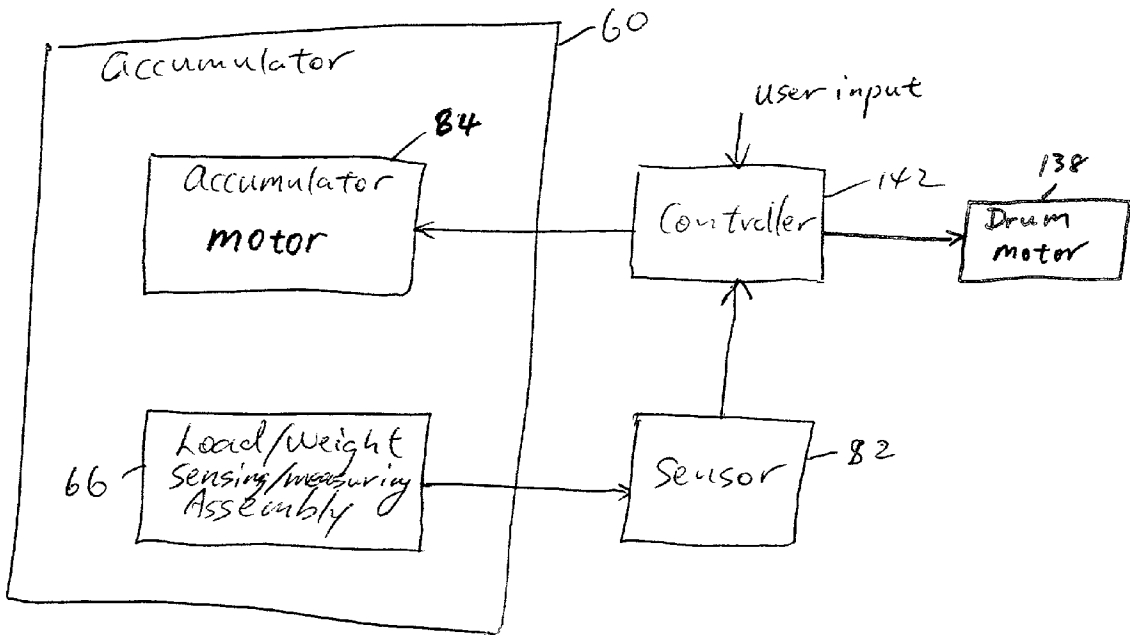 60
Accumulator
84
Accumulator
motor
user input
142
Controller
138
Drum
motor
66
Load/Weight
Sensing/measuring
Assembly
Sensor
82